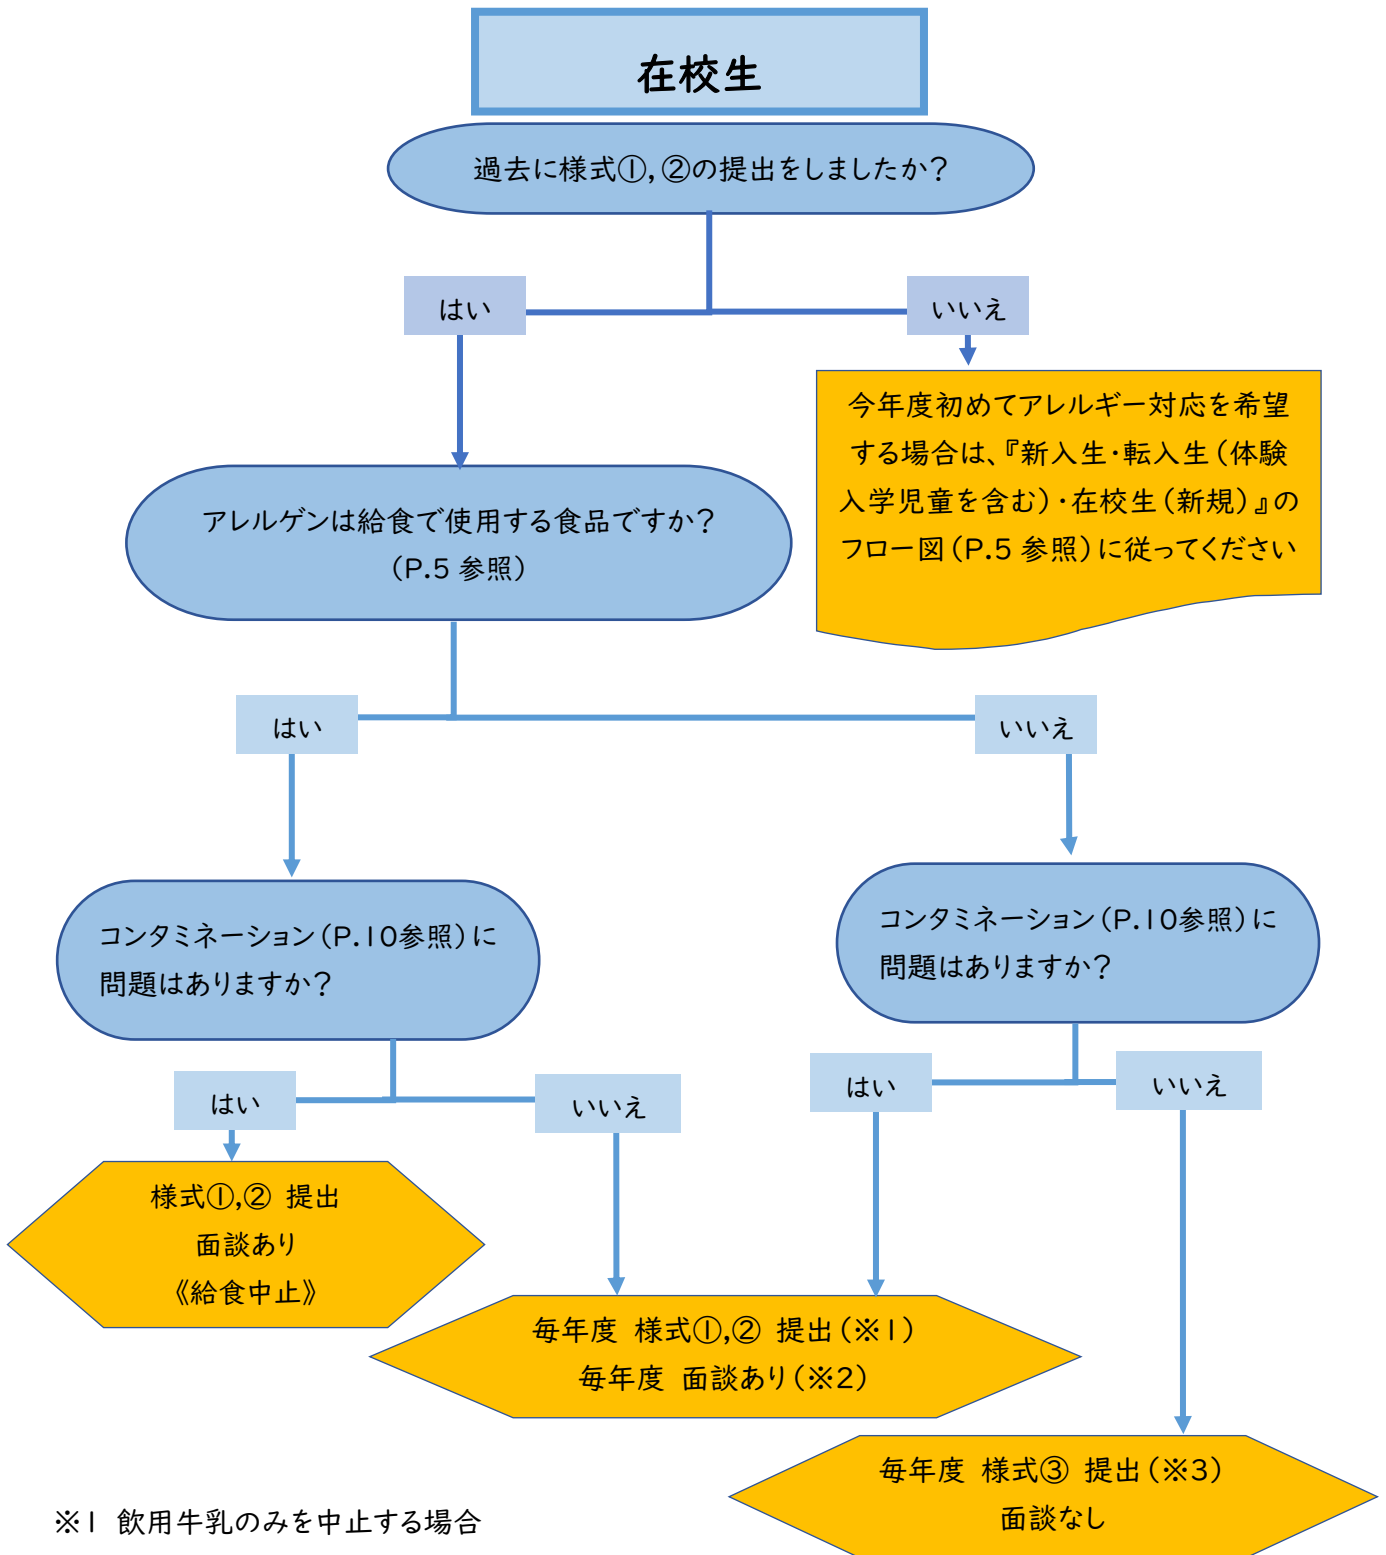 在校生
過去に様式①,②の提出をしましたか?
はい
いいえ
今年度初めてアレルギー対応を希望
する場合は、『新入生・転入生(体験
入学児童を含む)・在校生(新規)』の
フロー図(P.5 参照)に従ってください
アレルゲンは給食で使用する食品ですか?
(P.5 参照)
はい
いいえ
コンタミネーション(P.10参照)に
問題はありますか?
コンタミネーション(P.10参照)に
問題はありますか?
はい
いいえ
はい
いいえ
様式①,② 提出
面談あり
《給食中止》
毎年度 様式①,② 提出(※1)
毎年度 面談あり(※2)
毎年度 様式③ 提出(※3)
面談なし
※1 飲用牛乳のみを中止する場合